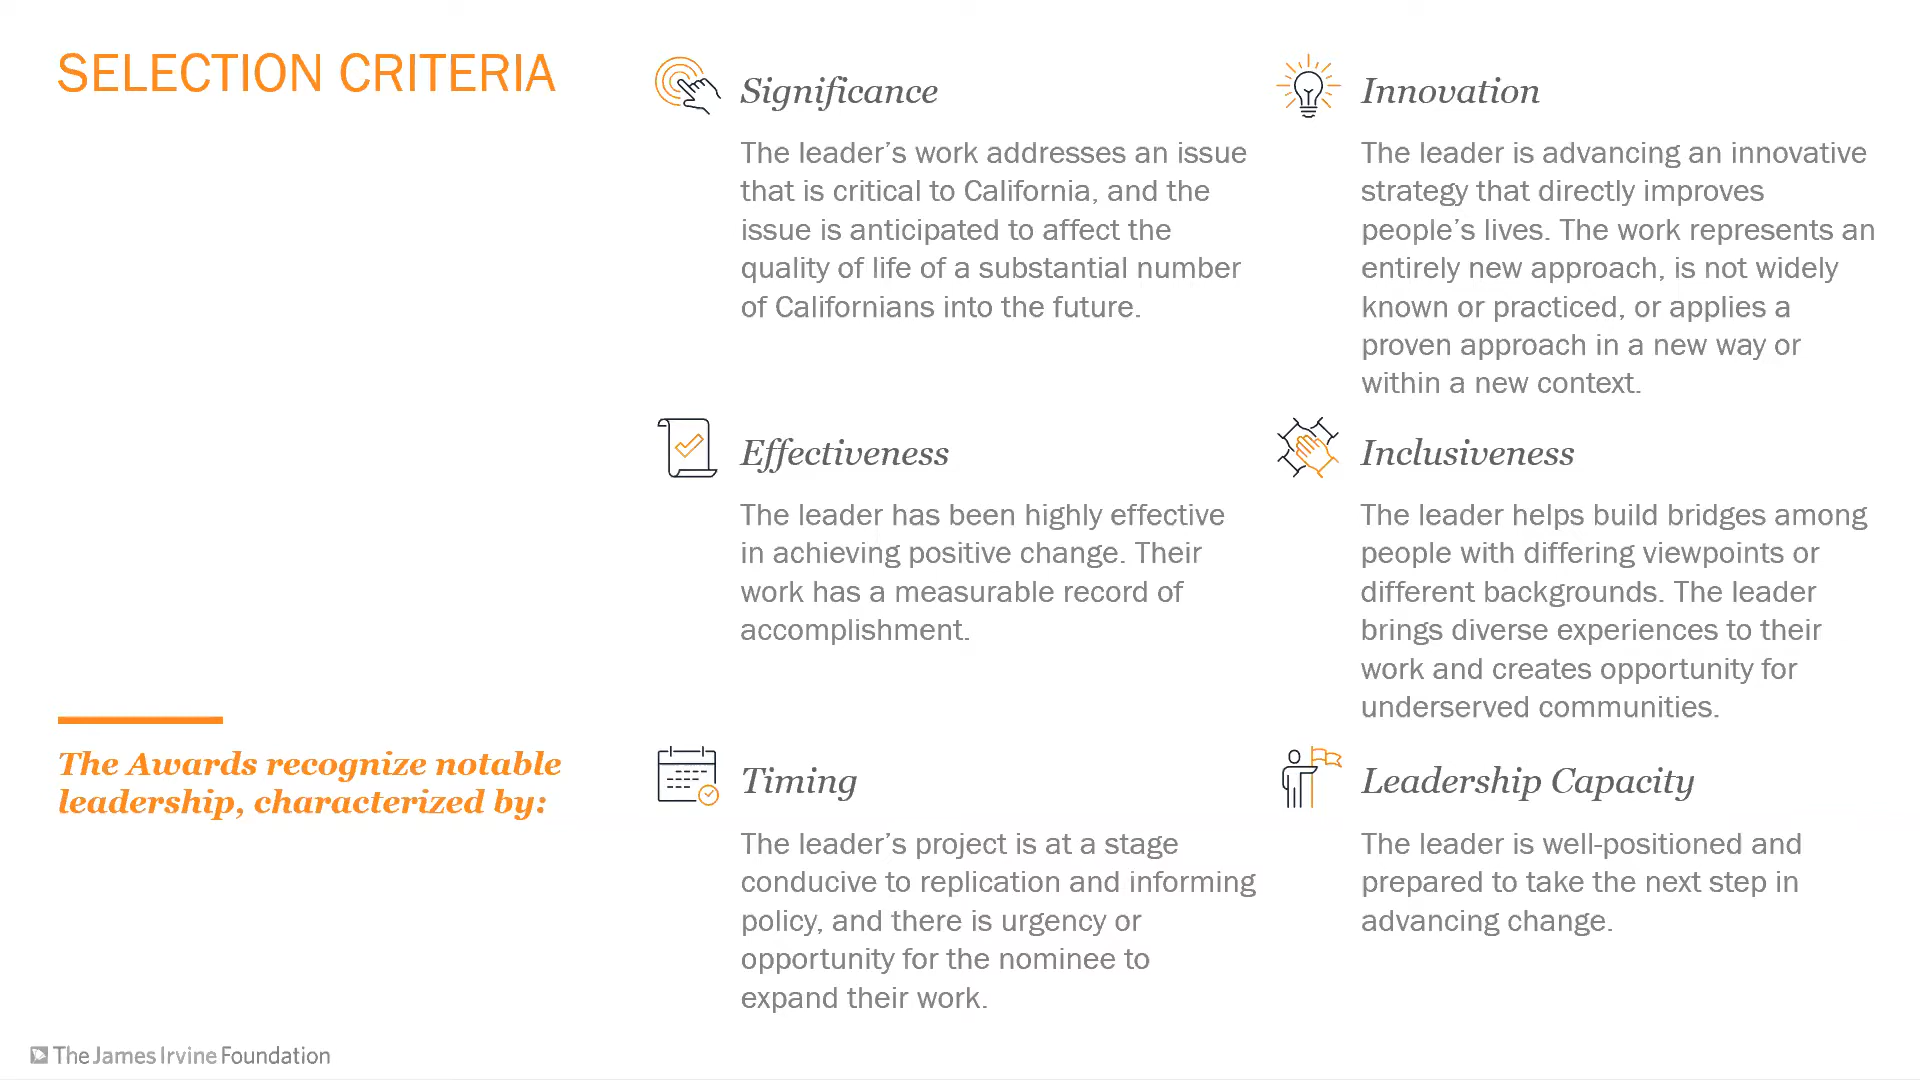 SELECTION CRITERIA
The Awards recognize notable
leadership, characterized by:
Significance
The leader’s work addresses an issue
that is critical to California, and the
issue is anticipated to affect the
quality of life of a substantial number
of Californians into the future.
Innovation
The leader is advancing an innovative
strategy that directly improves
people’s lives. The work represents an
entirely new approach, is not widely
known or practiced, or applies a
proven approach in a new way or
within a new context.
Effectiveness
The leader has been highly effective
in achieving positive change. Their
work has a measurable record of
accomplishment.
Inclusiveness
The leader helps build bridges among
people with differing viewpoints or
different backgrounds. The leader
brings diverse experiences to their
work and creates opportunity for
underserved communities.
Timing
The leader’s project is at a stage
conducive to replication and informing
policy, and there is urgency or
opportunity for the nominee to
expand their work.
Leadership Capacity
The leader is well-positioned and
prepared to take the next step in
advancing change.
The James Irvine Foundation